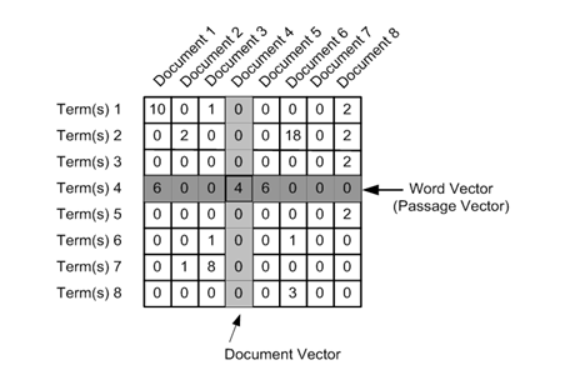 Document 1
Document 2
Document 3
Document 4
Document 5
Document 6
Document 7
Document 8
Term(s) 1 10 0 1 0 0 0 0 2
Term(s) 2 0 2 0 0 0 18 0 2
Term(s) 3 0 0 0 0 0 0 0 2
Term(s) 4 6 0 0 4 6 0 0 0
Word Vector
(Passage Vector)
Term(s) 5 0 0 0 0 0 0 0 2
Term(s) 6 0 0 1 0 0 1 0 0
Term(s) 7 0 1 8 0 0 0 0 0
Term(s) 8 0 0 0 0 0 3 0 0
Document Vector